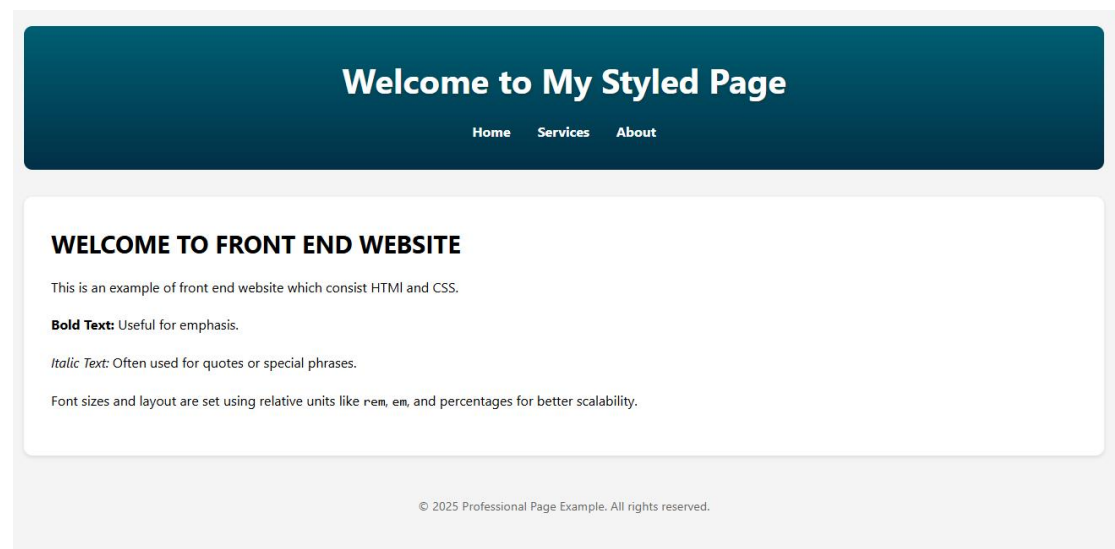 Welcome to My Styled Page
Home Services About
WELCOME TO FRONT END WEBSITE
This is an example of front end website which consist HTMl and CSS.
Bold Text: Useful for emphasis.
Italic Text: Often used for quotes or special phrases.
Font sizes and layout are set using relative units like rem, em, and percentages for better scalability.
© 2025 Professional Page Example. All rights reserved.